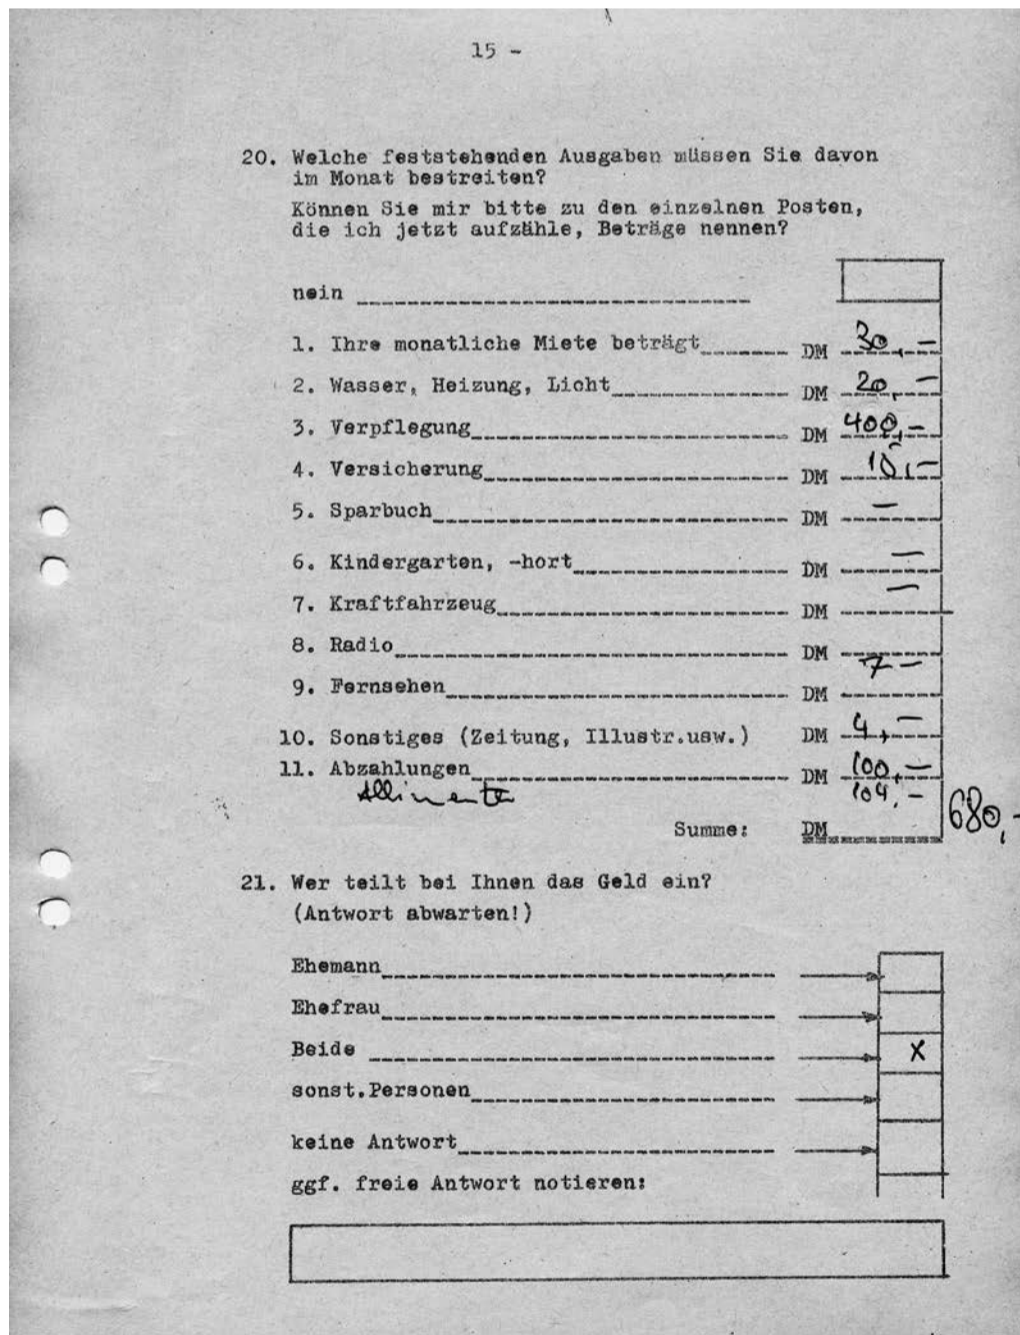 15 -
20. Welche feststehenden Ausgaben müssen Sie davon
im Monat bestreiten?
Können Sie mir bitte zu den einzelnen Posten,
die ich jetzt aufzähle, Beträge nennen?
nein
1. Ihre monatliche Miete beträgt DM 30,-
2. Wasser, Heizung, Licht DM 20,-
3. Verpflegung DM 400,-
4. Versicherung DM 15,-
5. Sparbuch DM -
6. Kindergarten, -hort DM -
7. Kraftfahrzeug DM -
8. Radio DM
9. Fernsehen DM 7-
10. Sonstiges (Zeitung, Illustr.usw.) DM 4,-
11. Abzahlungen DM 100,-
Allimente 104,-
Summe: DM 680,-
21. Wer teilt bei Ihnen das Geld ein?
(Antwort abwarten!)
Ehemann
Ehefrau
Beide x
sonst.Personen
keine Antwort
ggf. freie Antwort notieren: